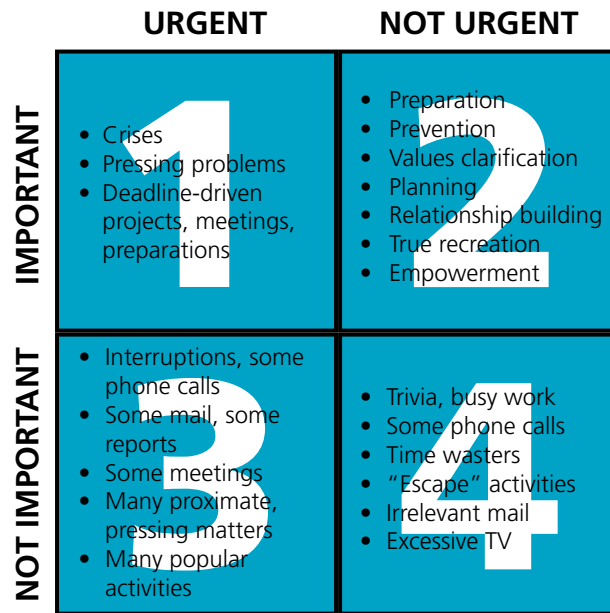 URGENT
NOT URGENT
IMPORTANT
1
• Crises
• Pressing problems
• Deadline-driven
projects, meetings,
preparations
2
• Preparation
• Prevention
• Values clarification
• Planning
• Relationship building
• True recreation
• Empowerment
NOT IMPORTANT
3
• Interruptions, some
phone calls
• Some mail, some
reports
• Some meetings
• Many proximate,
pressing matters
• Many popular
activities
4
• Trivia, busy work
• Some phone calls
• Time wasters
• “Escape” activities
• Irrelevant mail
• Excessive TV